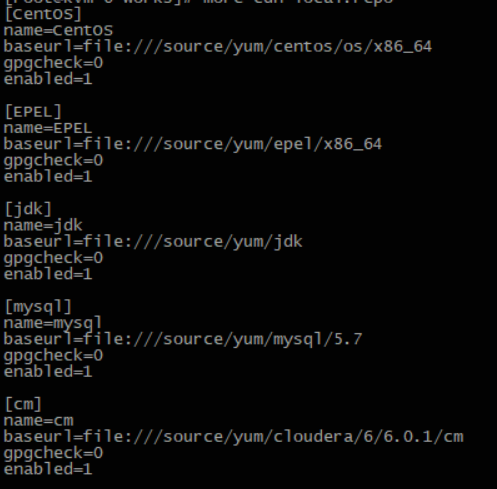 [CentOS]
name=CentOS
baseurl=file:///source/yum/centos/os/x86_64
gpgcheck=0
enabled=1
[EPEL]
name=EPEL
baseurl=file:///source/yum/epel/x86_64
gpgcheck=0
enabled=1
[jdk]
name=jdk
baseurl=file:///source/yum/jdk
gpgcheck=0
enabled=1
[mysql]
name=mysql
baseurl=file:///source/yum/mysql/5.7
gpgcheck=0
enabled=1
[cm]
name=cm
baseurl=file:///source/yum/cloudera/6/6.0.1/cm
gpgcheck=0
enabled=1